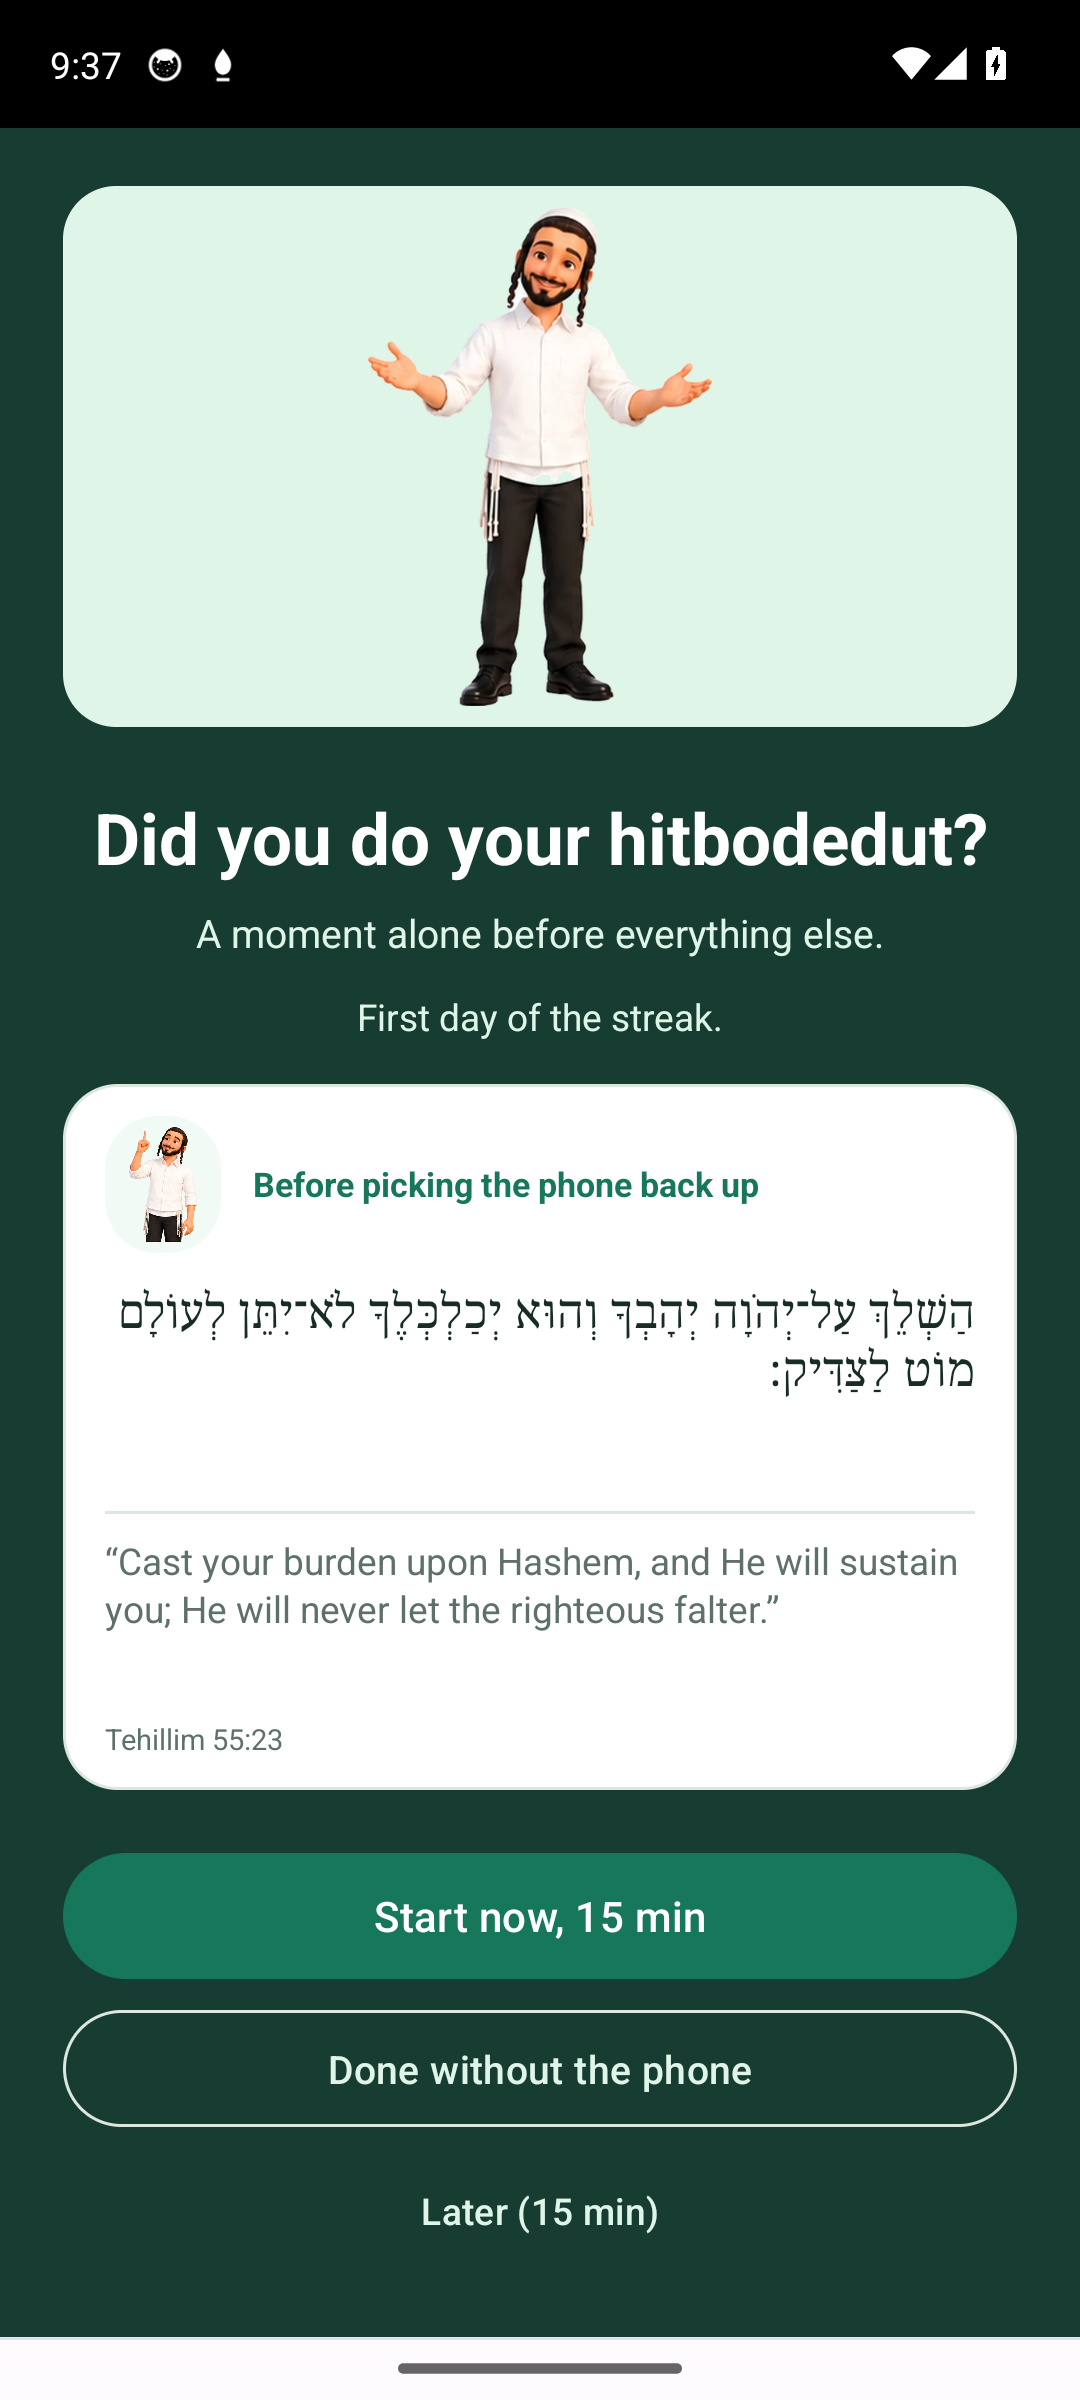 9:37
Did you do your hitbodedut?
A moment alone before everything else.
First day of the streak.
Before picking the phone back up
הַשְׁלֵךְ עַל־יְהֹוָה יְהָבְךָ וְהוּא יְכַלְכְּלֶךָ לֹא־יִתֵּן לְעוֹלָם
מוֹט לַצַּדִּיק:
“Cast your burden upon Hashem, and He will sustain
you; He will never let the righteous falter.”
Tehillim 55:23
Start now, 15 min
Done without the phone
Later (15 min)